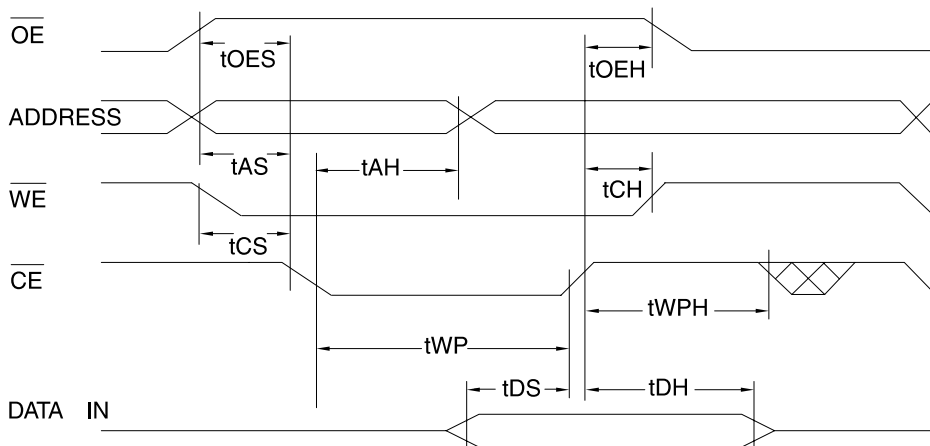 OE
tOES
tOEH
ADDRESS
tAS
tAH
tCH
WE
tCS
CE
tWPH
tWP
tDS
tDH
DATA IN